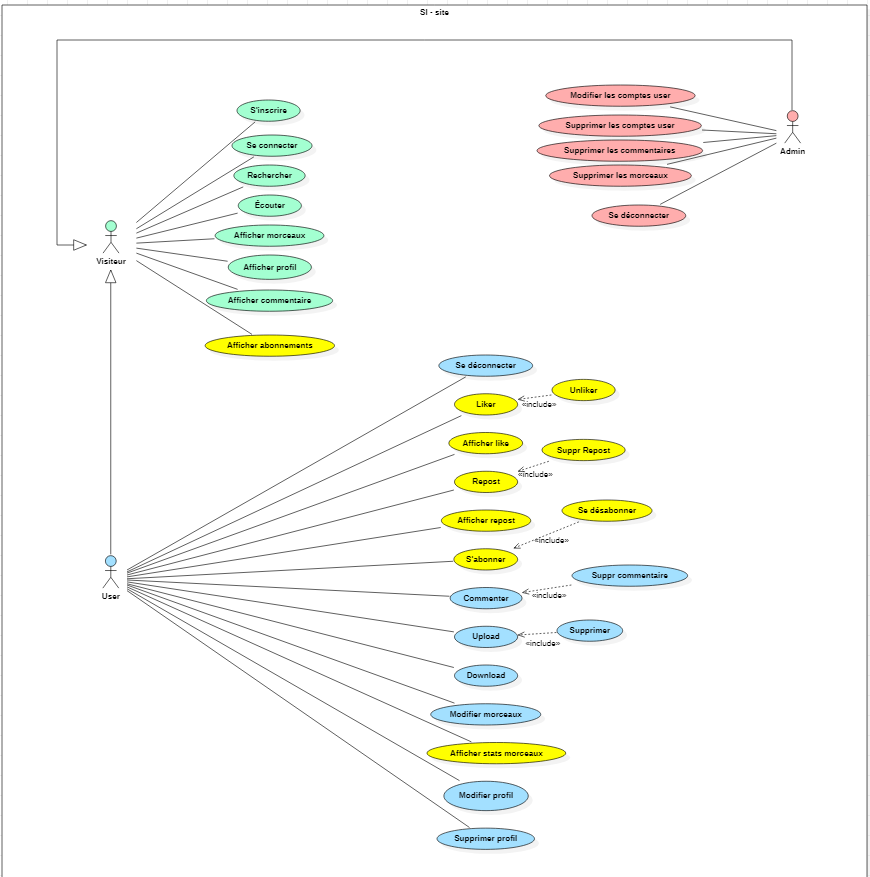 SI - site
S'inscrire
Se connecter
Rechercher
Écouter
Afficher morceaux
Afficher profil
Afficher commentaire
Afficher abonnements
Visiteur
Modifier les comptes user
Supprimer les comptes user
Supprimer les commentaires
Supprimer les morceaux
Se déconnecter
Admin
Se déconnecter
Liker
«include»
Unliker
Afficher like
Repost
«include»
Suppr Repost
Afficher repost
S'abonner
«include»
Se désabonner
Commenter
«include»
Suppr commentaire
Upload
«include»
Supprimer
Download
Modifier morceaux
Afficher stats morceaux
Modifier profil
Supprimer profil
User